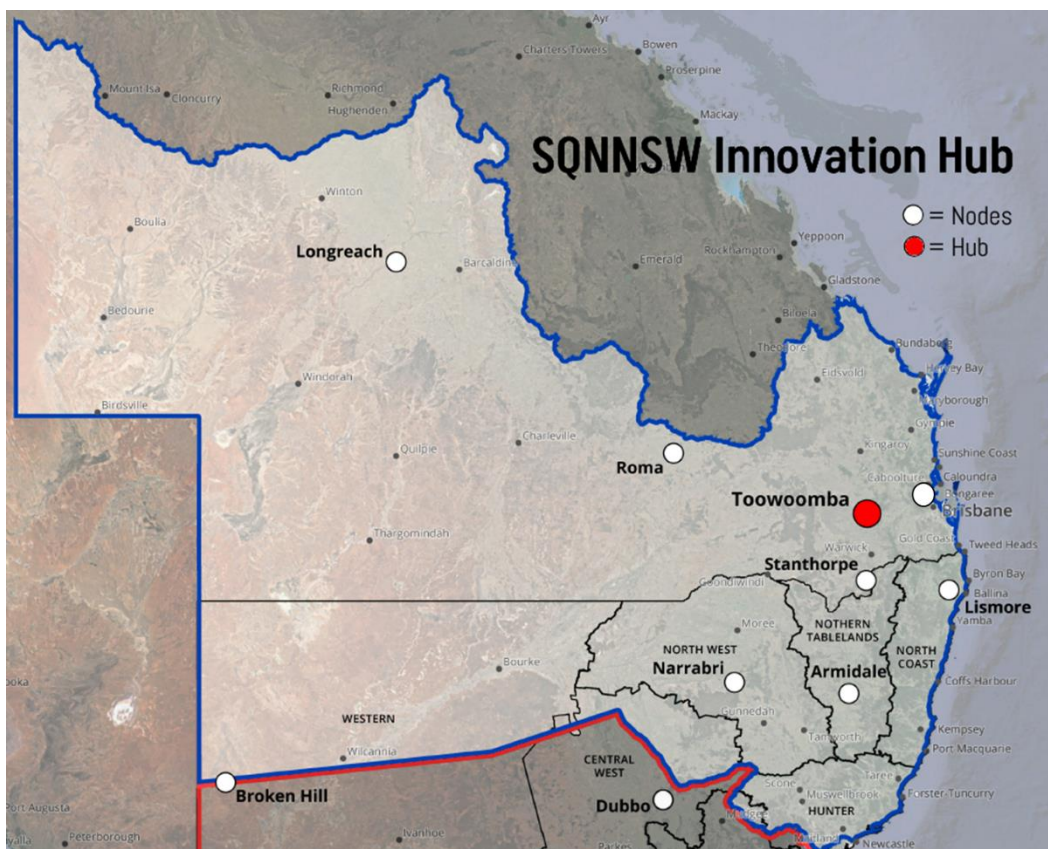 Ayr
Charters Towers
Bowen
Proserpine
Mount Isa
Cloncurry
Richmond
Hughenden
Mackay
SQNNSW Innovation Hub
= Nodes
= Hub
Winton
Boulia
Longreach
Barcaldine
Emerald
Rockhampton
Yeppoon
Gladstone
Bedourie
Biloela
Theodore
Bundaberg
Windorah
Eidsvold
Hervey Bay
Maryborough
Birdsville
Gympie
Charleville
Quilpie
Kingaroy
Roma
Sunshine Coast
Caboolture
Caloundra
Bongaree
Toowoomba
Brisbane
Thargomindah
Gold Coast
Tweed Heads
Warwick
Stanthorpe
Goondiwindi
Byron Bay
Ballina
Lismore
Yamba
Moree
NOTHERN
TABLELANDS
NORTH WEST
NORTH
COAST
Narrabri
Armidale
Bourke
Coffs Harbour
Gunnedah
WESTERN
Tamworth
Kempsey
Port Macquarie
Wilcannia
CENTRAL
WEST
Broken Hill
Scone
Taree
Muswellbrook
Forster-Tuncurry
Dubbo
HUNTER
Port Augusta
Mudgee
Peterborough
Ivanhoe
Maitland
Newcastle